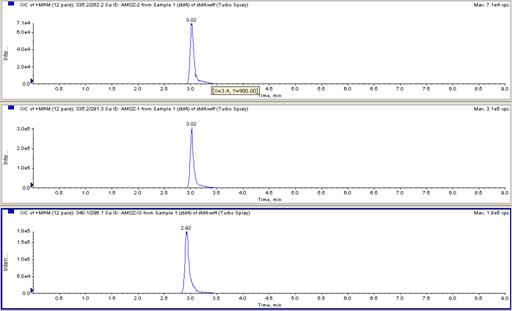 XIC of +MRM (12 pairs): 335.2/262.2 Da ID: AMOZ-2 from Sample 1 (std4) of std4.wiff (Turbo Spray)
Max. 7.1e4 cps.
3.02
7.1e4
6.0e4
4.0e4
2.0e4
0.0
Inte...
[X=3.4, Y=900.00]
0.5 1.0 1.5 2.0 2.5 3.0 3.5 4.0 4.5 5.0 5.5 6.0 6.5 7.0 7.5 8.0 8.5 9.0
Time, min
XIC of +MRM (12 pairs): 335.2/291.3 Da ID: AMOZ-1 from Sample 1 (std4) of std4.wiff (Turbo Spray)
Max. 3.1e5 cps.
3.02
3.0e5
2.0e5
1.0e5
0.0
Inte...
0.5 1.0 1.5 2.0 2.5 3.0 3.5 4.0 4.5 5.0 5.5 6.0 6.5 7.0 7.5 8.0 8.5 9.0
Time, min
XIC of +MRM (12 pairs): 340.1/296.1 Da ID: AMOZ-IS from Sample 1 (std4) of std4.wiff (Turbo Spray)
Max. 1.8e5 cps.
2.92
1.8e5
1.5e5
1.0e5
5.0e4
0.0
Inten...
0.5 1.0 1.5 2.0 2.5 3.0 3.5 4.0 4.5 5.0 5.5 6.0 6.5 7.0 7.5 8.0 8.5 9.0
Time, min